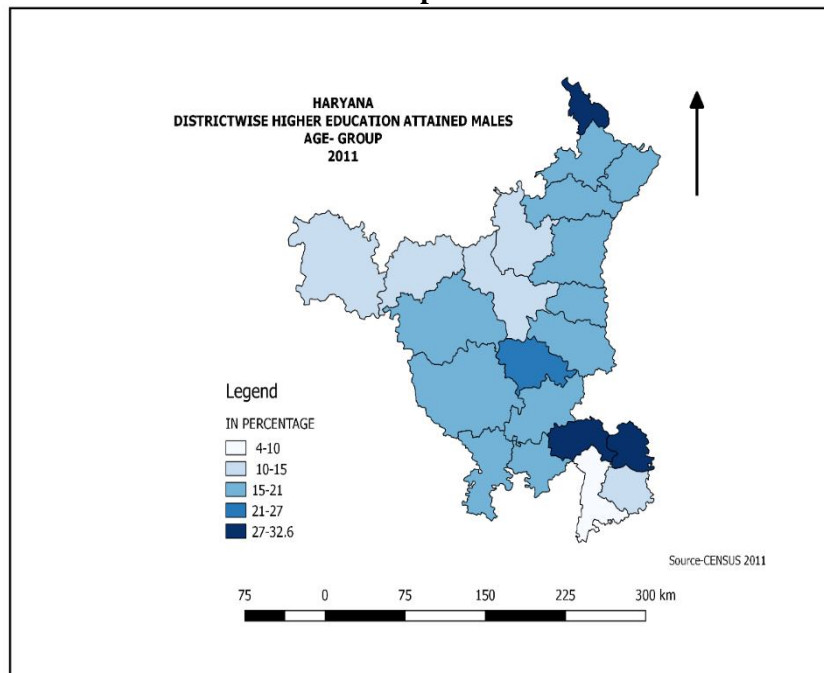 HARYANA
DISTRICTWISE HIGHER EDUCATION ATTAINED MALES
AGE- GROUP
2011
Legend
IN PERCENTAGE
4-10
10-15
15-21
21-27
27-32.6
Source-CENSUS 2011
75 0 75 150 225 300 km